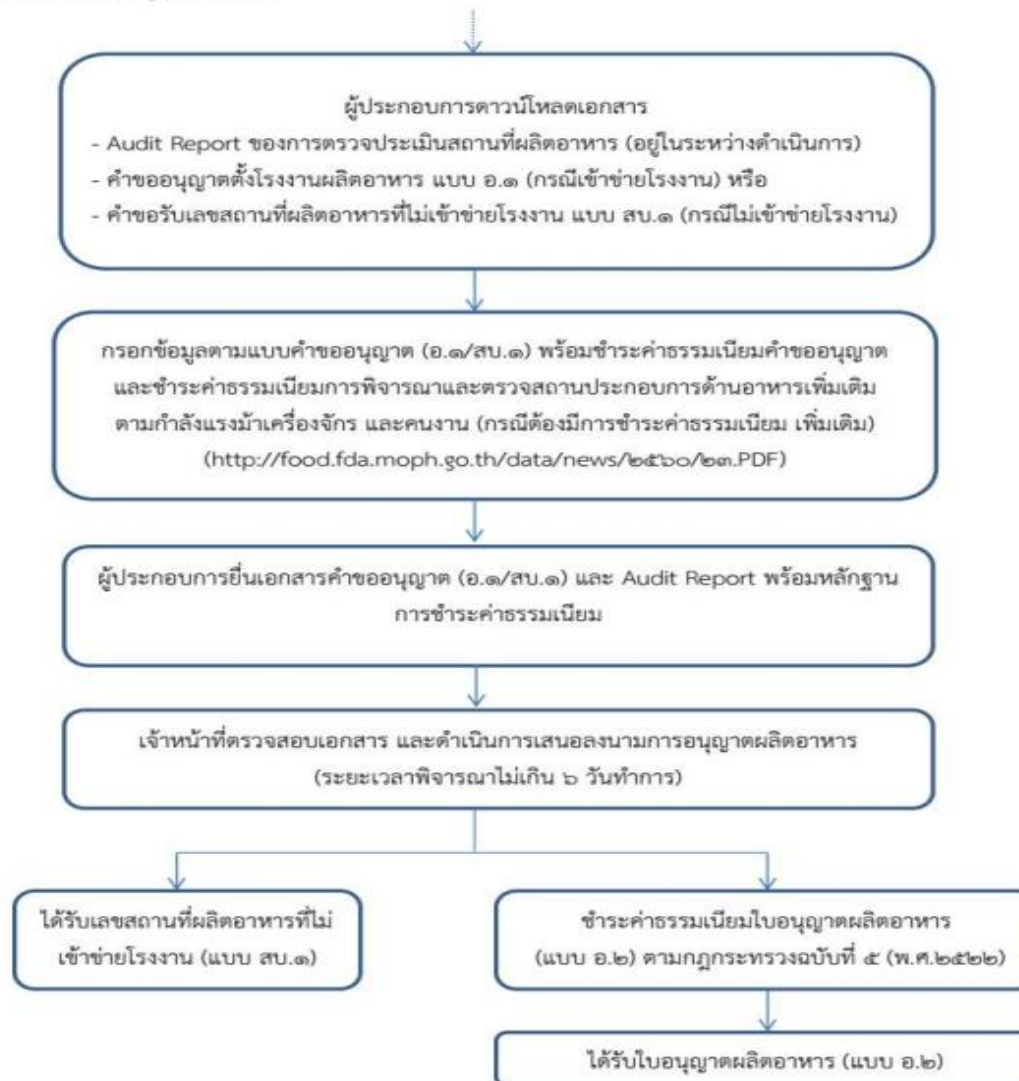 ผู้ประกอบการดาวน์โหลดเอกสาร
- Audit Report ของการตรวจประเมินสถานที่ผลิตอาหาร (อยู่ในระหว่างดำเนินการ)
- คำขออนุญาตตั้งโรงงานผลิตอาหาร แบบ อ.๑ (กรณีเข้าข่ายโรงงาน) หรือ
- คำขอรับเลขสถานที่ผลิตอาหารที่ไม่เข้าข่ายโรงงาน แบบ สบ.๑ (กรณีไม่เข้าข่ายโรงงาน)
กรอกข้อมูลตามแบบคำขออนุญาต (อ.๑/สบ.๑) พร้อมชำระค่าธรรมเนียมคำขออนุญาต
และชำระค่าธรรมเนียมการพิจารณาและตรวจสถานประกอบการด้านอาหารเพิ่มเติม
ตามกำลังแรงม้าเครื่องจักร และคนงาน (กรณีต้องมีการชำระค่าธรรมเนียม เพิ่มเติม)
(http://food.fda.moph.go.th/data/news/๒๕๖๐/๒๓.PDF)
ผู้ประกอบการยื่นเอกสารคำขออนุญาต (อ.๑/สบ.๑) และ Audit Report พร้อมหลักฐาน
การชำระค่าธรรมเนียม
เจ้าหน้าที่ตรวจสอบเอกสาร และดำเนินการเสนอลงนามการอนุญาตผลิตอาหาร
(ระยะเวลาพิจารณาไม่เกิน ๖ วันทำการ)
ได้รับเลขสถานที่ผลิตอาหารที่ไม่
เข้าข่ายโรงงาน (แบบ สบ.๑)
ชำระค่าธรรมเนียมใบอนุญาตผลิตอาหาร
(แบบ อ.๒) ตามกฎกระทรวงฉบับที่ ๕ (พ.ศ.๒๕๒๒)
ได้รับใบอนุญาตผลิตอาหาร (แบบ อ.๒)